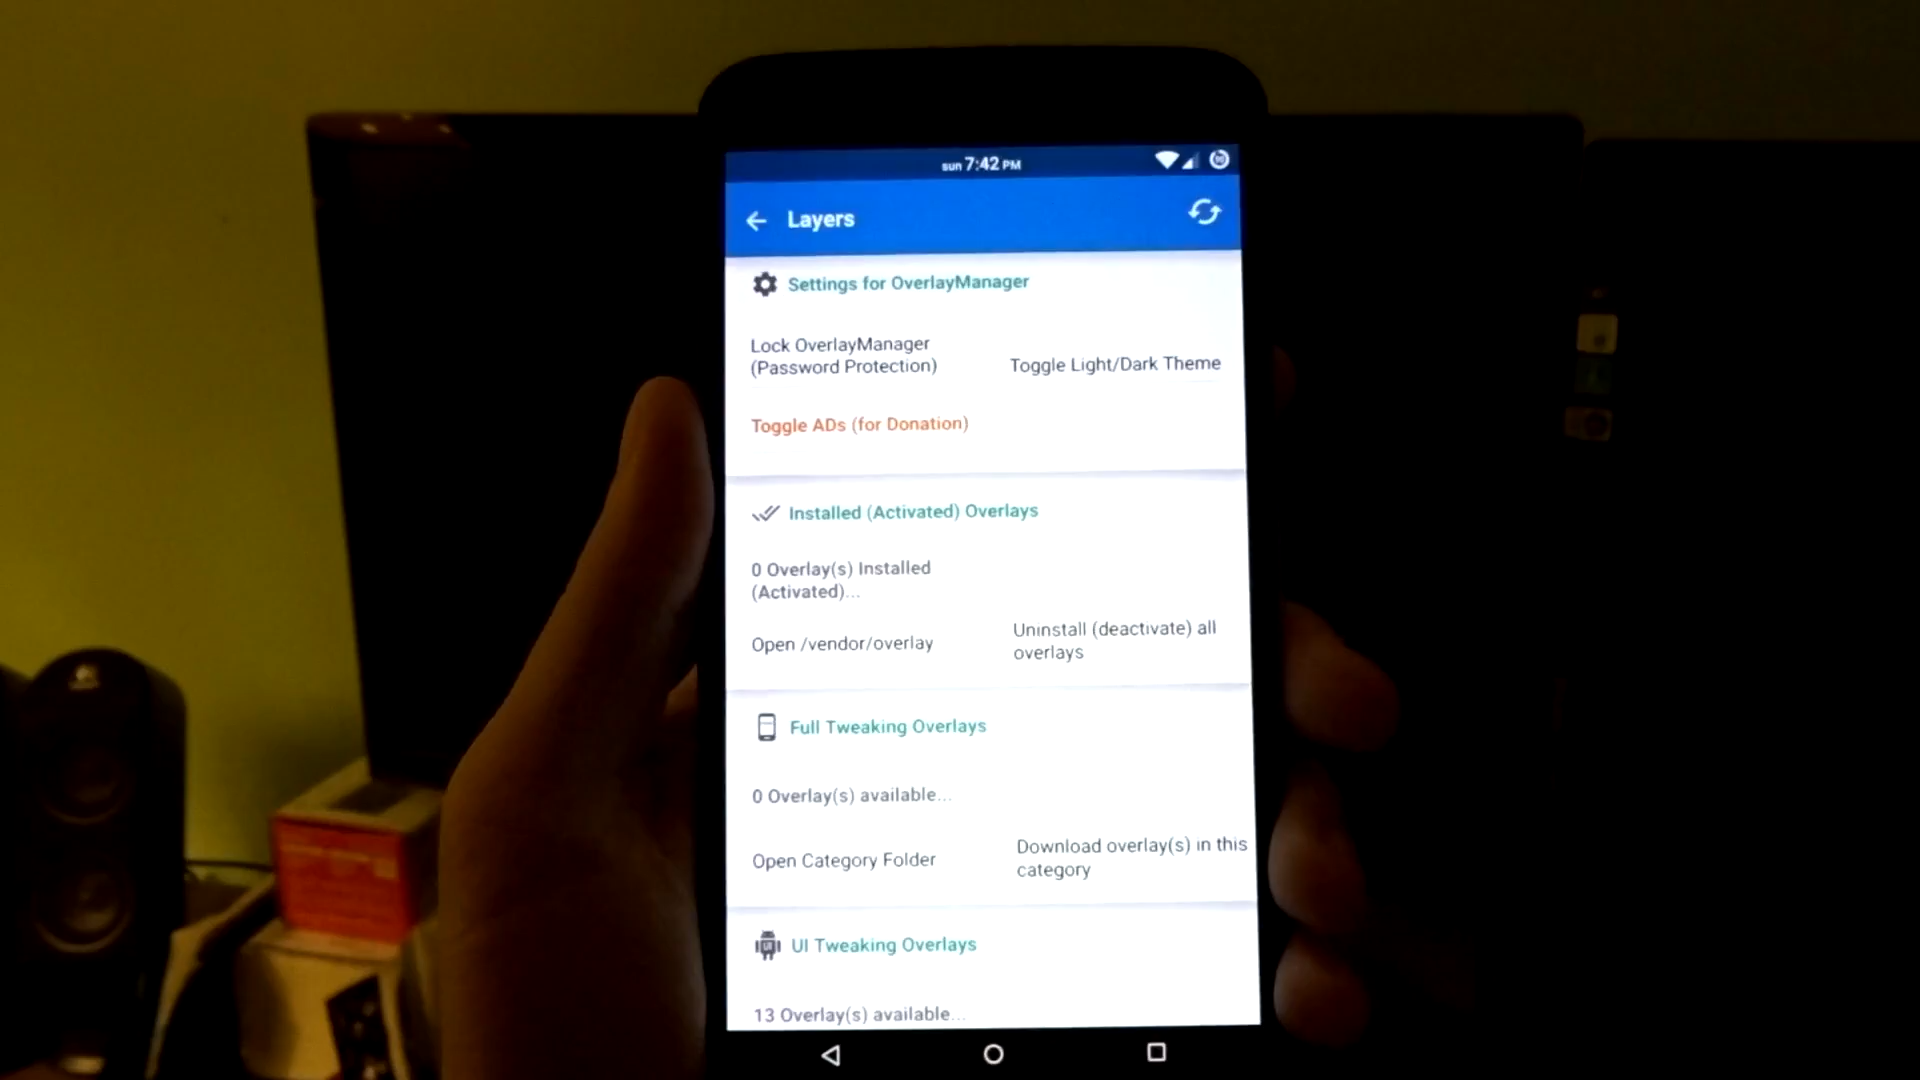 sun 7:42 PM
Layers
Settings for OverlayManager
Lock OverlayManager
(Password Protection)
Toggle Light/Dark Theme
Toggle ADs (for Donation)
Installed (Activated) Overlays
0 Overlay(s) Installed
(Activated)...
Open /vendor/overlay
Uninstall (deactivate) all
overlays
Full Tweaking Overlays
0 Overlay(s) available...
Open Category Folder
Download overlay(s) in this
category
UI Tweaking Overlays
13 Overlay(s) available...